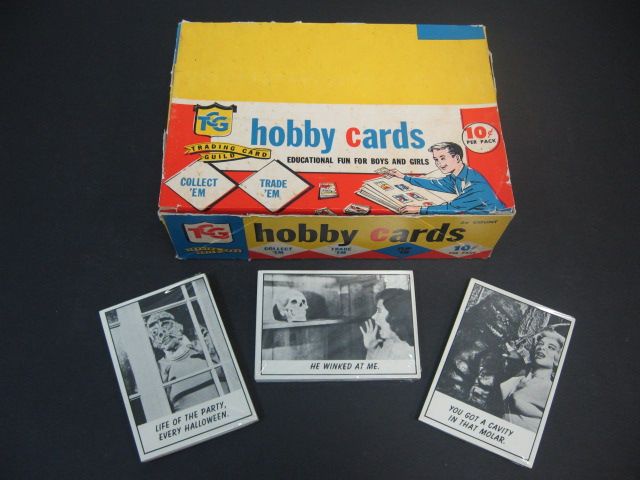 TCG
TRADING CARD
GUILD
hobby cards
10¢
PER PACK
EDUCATIONAL FUN FOR BOYS AND GIRLS
COLLECT
'EM
TRADE
'EM
TCG
hobby cards
COUNT
COLLECT
'EM
TRADE
'EM
10¢
PER PACK
LIFE OF THE PARTY,
EVERY HALLOWEEN.
HE WINKED AT ME.
YOU GOT A CAVITY
IN THAT MOLAR.